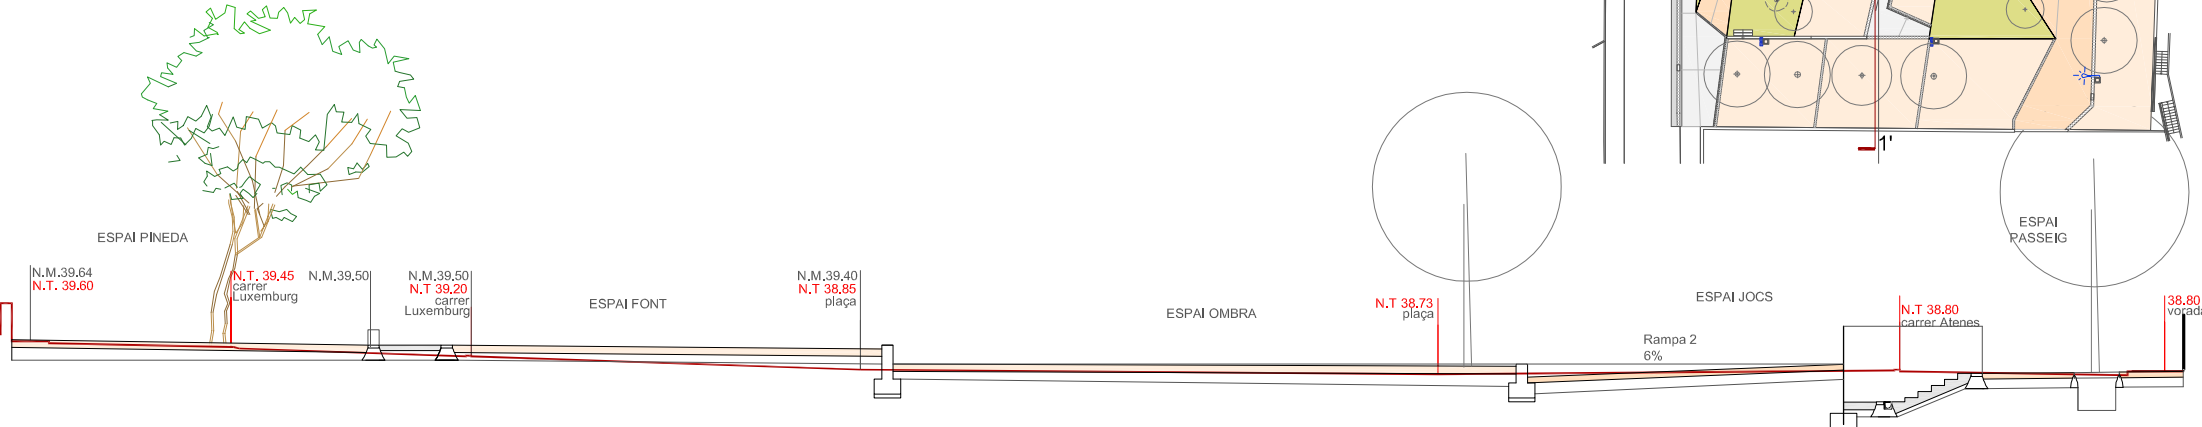 1'
ESPAI PINEDA
ESPAI
PASSEIG
N.M.39.64
N.T. 39.60
N.T. 39.45
carrer
Luxemburg
N.M.39.50
N.M.39.50
N.T 39.20
carrer
Luxemburg
ESPAI FONT
N.M.39.40
N.T 38.85
plaça
ESPAI OMBRA
N.T 38.73
plaça
ESPAI JOCS
Rampa 2
6%
N.T 38.80
carrer Atenes
38.80
vorada